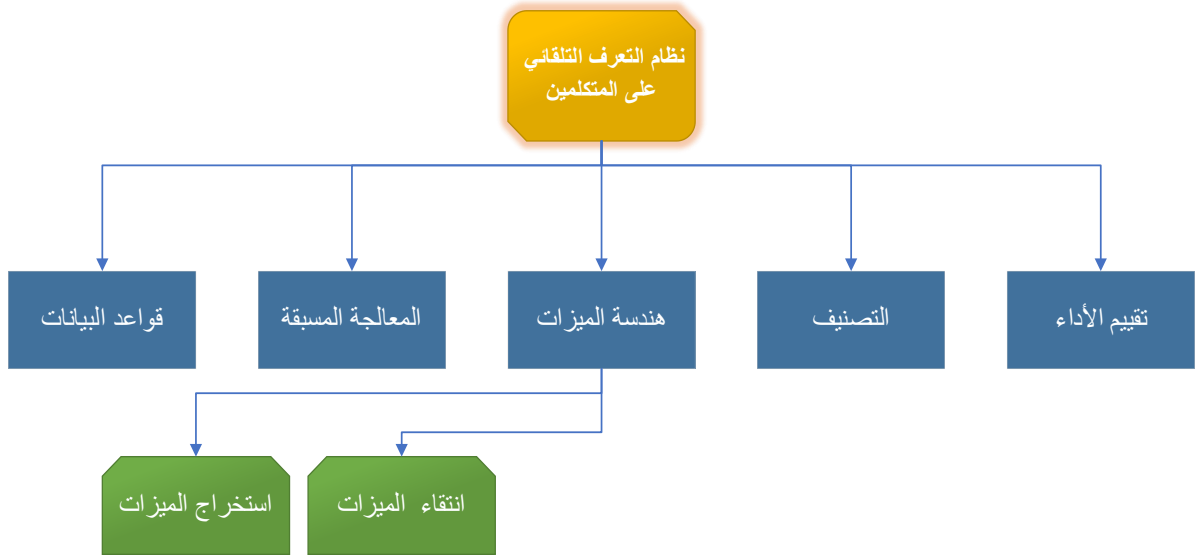 نظام التعرف التلقائي
على المتكلمين
قواعد البيانات
المعالجة المسبقة
هندسة الميزات
التصنيف
تقييم الأداء
استخراج الميزات
انتقاء الميزات